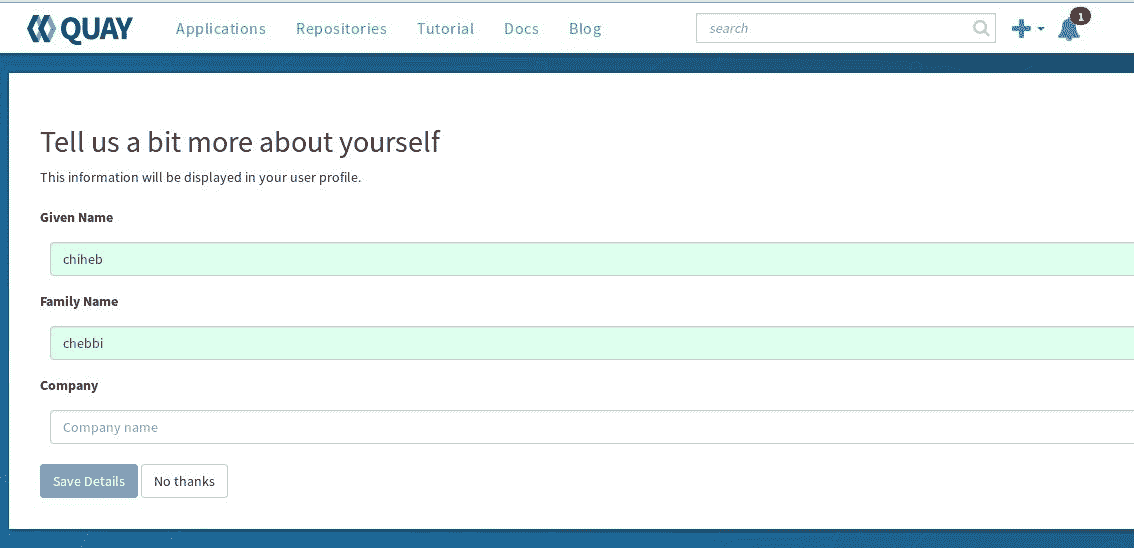 QUAY Applications Repositories Tutorial Docs Blog search 1
Tell us a bit more about yourself
This information will be displayed in your user profile.
Given Name
chiheb
Family Name
chebbi
Company
Company name
Save Details No thanks